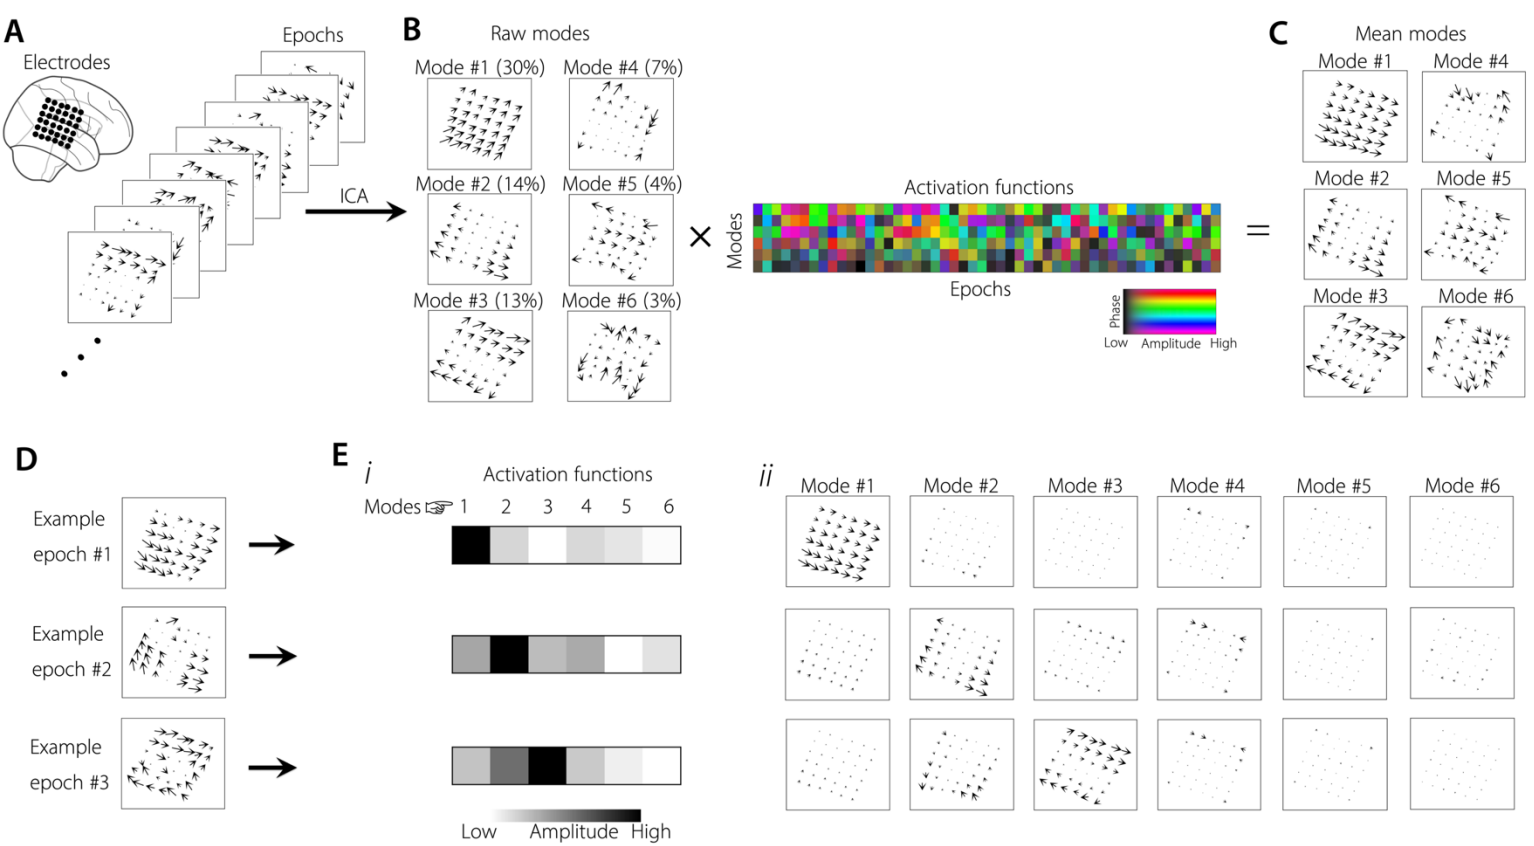 A
Electrodes
Epochs
ICA
B
Raw modes
Mode #1 (30%)
Mode #4 (7%)
Mode #2 (14%)
Mode #5 (4%)
Mode #3 (13%)
Mode #6 (3%)
×
Activation functions
Modes
Epochs
Phase
Low Amplitude High
=
C
Mean modes
Mode #1
Mode #4
Mode #2
Mode #5
Mode #3
Mode #6
D
Example
epoch #1
Example
epoch #2
Example
epoch #3
E
i
Activation functions
Modes 1 2 3 4 5 6
Low Amplitude High
ii
Mode #1 Mode #2 Mode #3 Mode #4 Mode #5 Mode #6